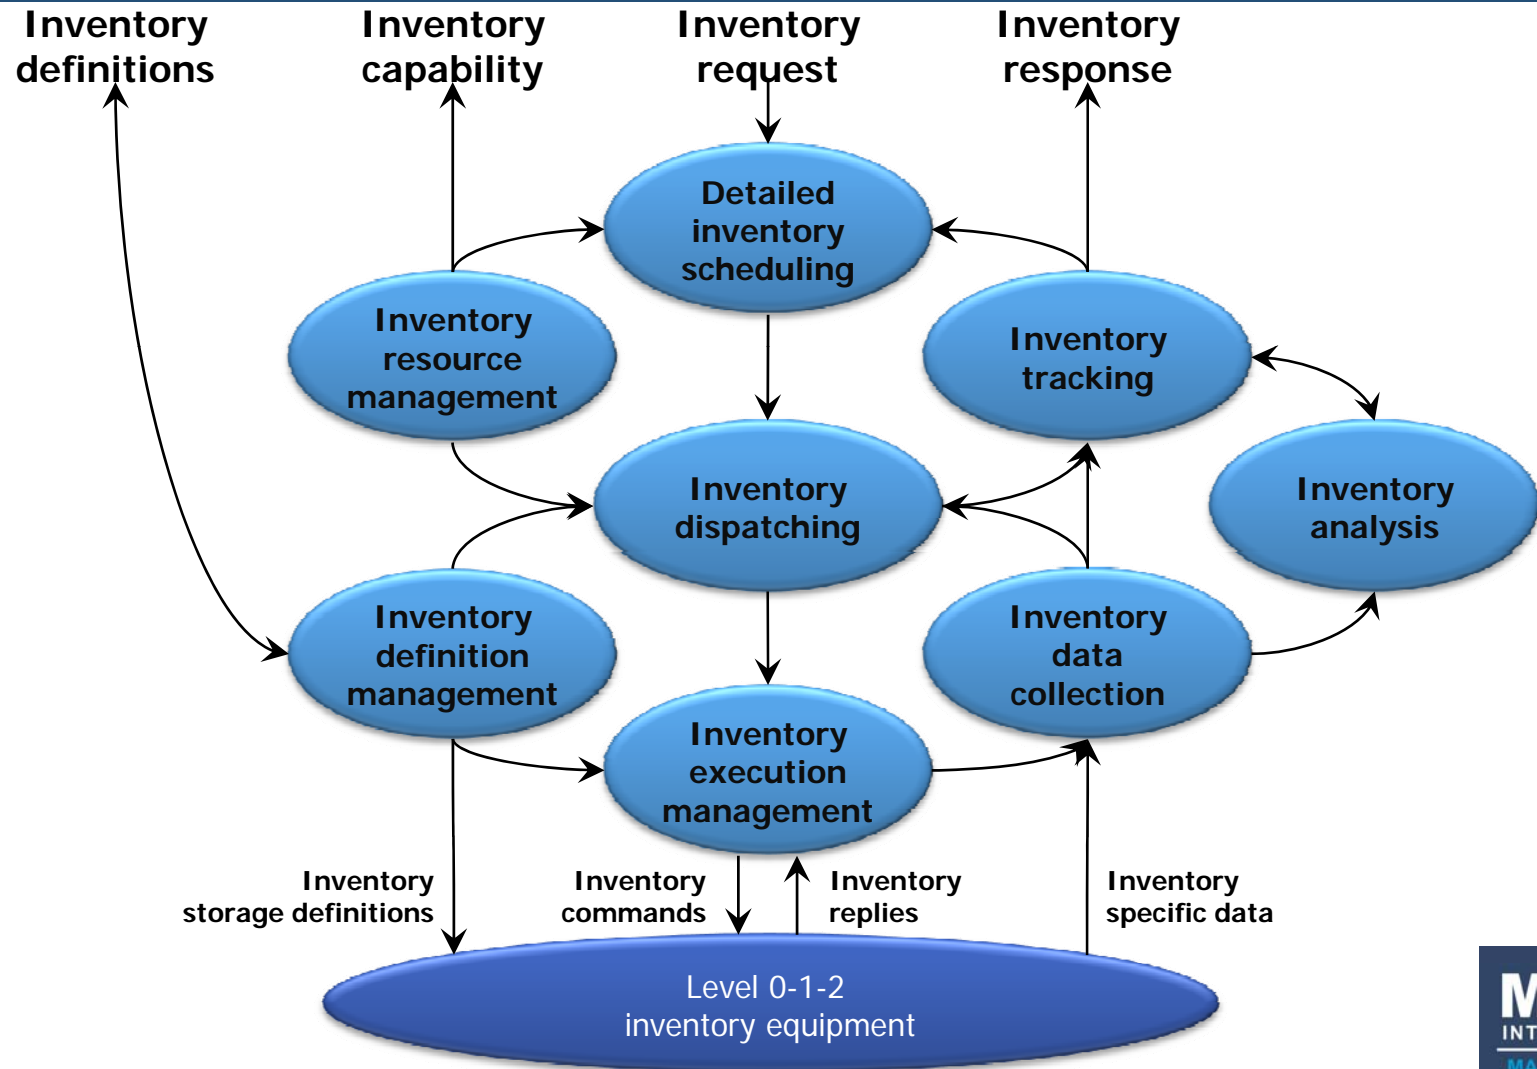 Inventory
definitions
Inventory
capability
Inventory
request
Inventory
response
Detailed
inventory
scheduling
Inventory
resource
management
Inventory
tracking
Inventory
dispatching
Inventory
analysis
Inventory
definition
management
Inventory
data
collection
Inventory
execution
management
Inventory
storage definitions
Inventory
commands
Inventory
replies
Inventory
specific data
Level 0-1-2
inventory equipment